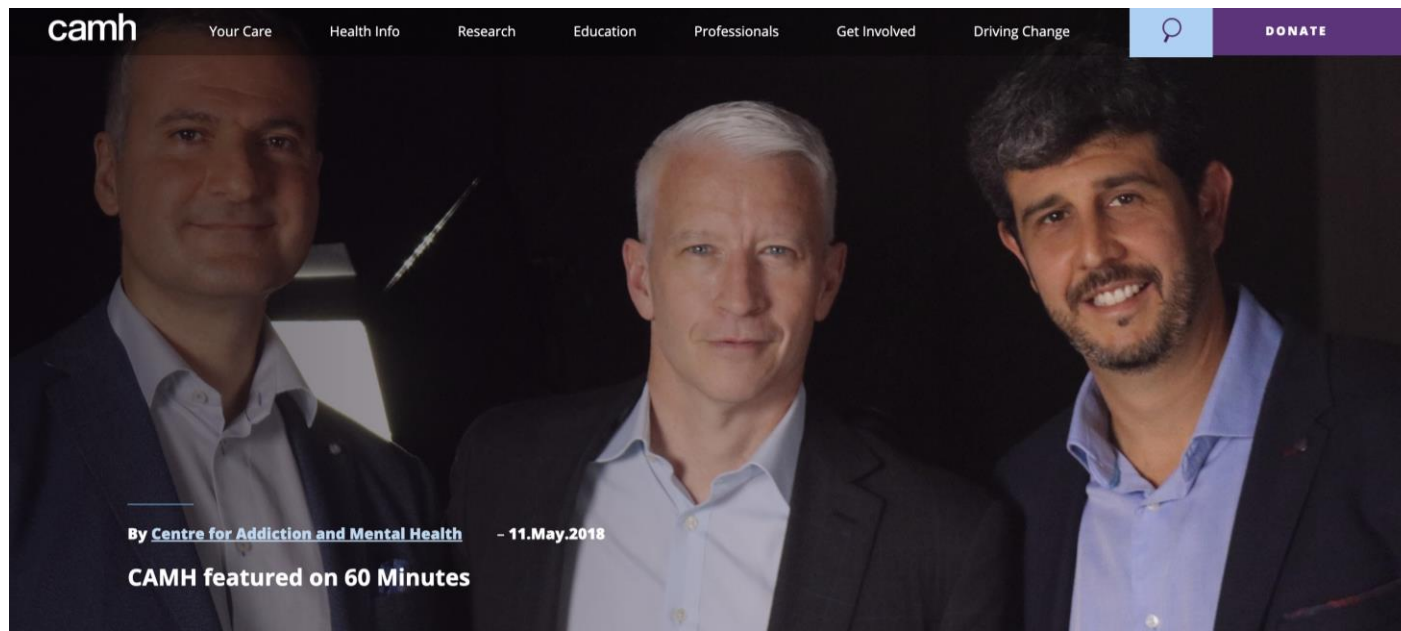 camh Your Care Health Info Research Education Professionals Get Involved Driving Change DONATE
By Centre for Addiction and Mental Health – 11.May.2018
CAMH featured on 60 Minutes